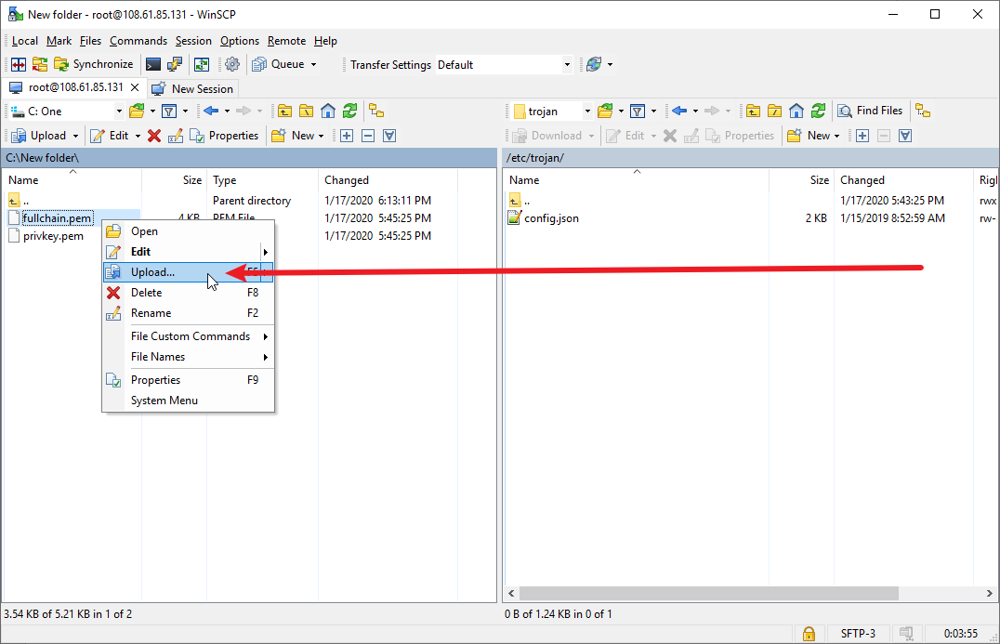 New folder - root@108.61.85.131 - WinSCP
Local Mark Files Commands Session Options Remote Help
Synchronize Queue Transfer Settings Default
root@108.61.85.131 New Session
C: One trojan Find Files
Upload Edit Properties New Download Edit Properties New
C:\New folder\ /etc/trojan/
Name Size Type Changed Name Size Changed Rigl
.. Parent directory 1/17/2020 6:13:11 PM .. 1/17/2020 5:43:25 PM rwx
fullchain.pem 4 KB PEM File 1/17/2020 5:45:25 PM config.json 2 KB 1/15/2019 8:52:59 AM rw-
privkey.pem 1/17/2020 5:45:25 PM
Open
Edit
Upload... F5
Delete F8
Rename F2
File Custom Commands
File Names
Properties F9
System Menu
3.54 KB of 5.21 KB in 1 of 2 0 B of 1.24 KB in 0 of 1
SFTP-3 0:03:55